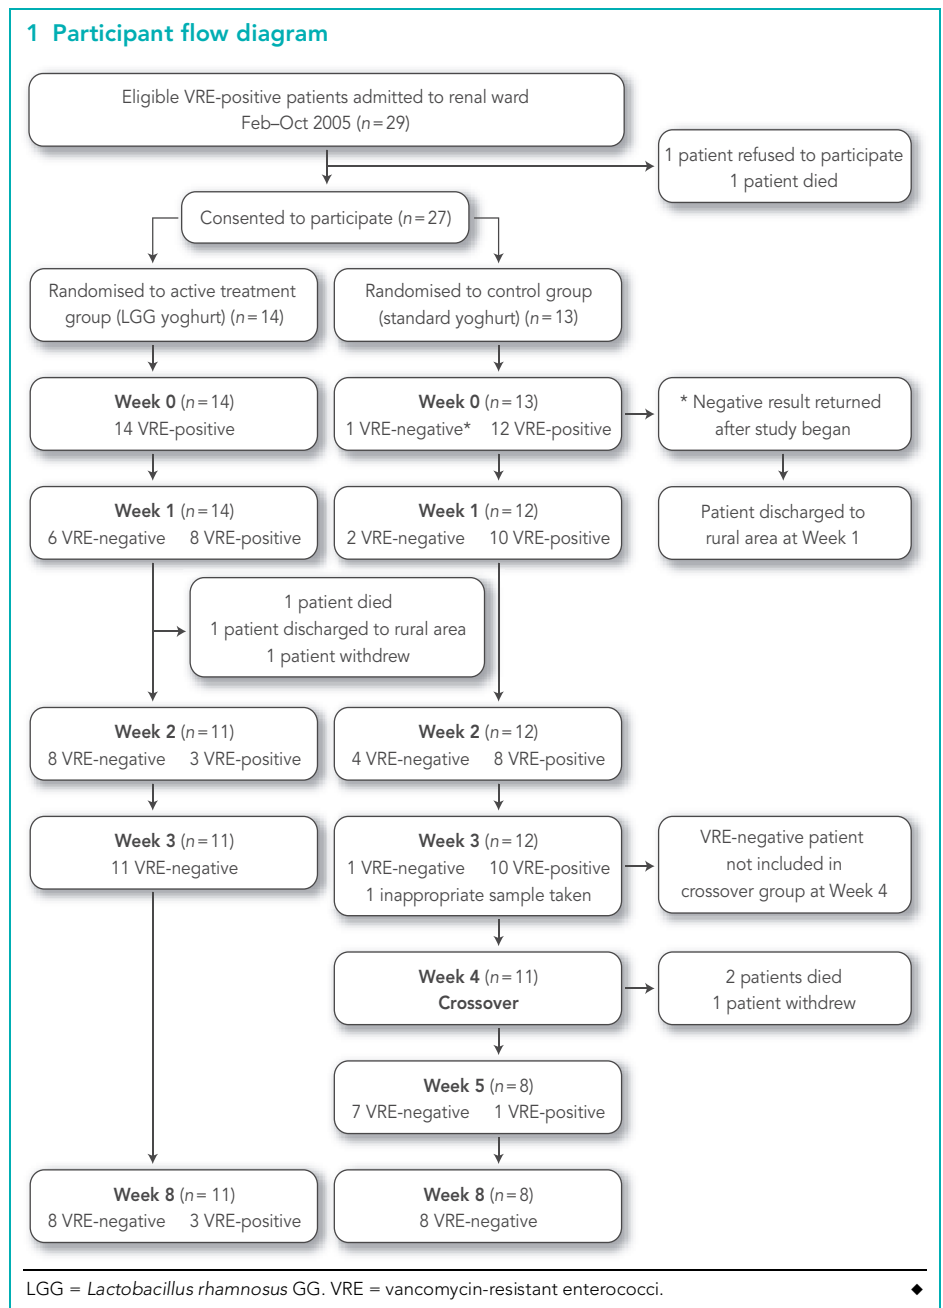 1 Participant flow diagram
Eligible VRE-positive patients admitted to renal ward
Feb–Oct 2005 (n=29)
1 patient refused to participate
1 patient died
Consented to participate (n=27)
Randomised to active treatment
group (LGG yoghurt) (n=14)
Randomised to control group
(standard yoghurt) (n=13)
Week 0 (n=14)
14 VRE-positive
Week 0 (n=13)
1 VRE-negative* 12 VRE-positive
* Negative result returned
after study began
Week 1 (n=14)
6 VRE-negative 8 VRE-positive
Week 1 (n=12)
2 VRE-negative 10 VRE-positive
Patient discharged to
rural area at Week 1
1 patient died
1 patient discharged to rural area
1 patient withdrew
Week 2 (n=11)
8 VRE-negative 3 VRE-positive
Week 2 (n=12)
4 VRE-negative 8 VRE-positive
Week 3 (n=11)
11 VRE-negative
Week 3 (n=12)
1 VRE-negative 10 VRE-positive
1 inappropriate sample taken
VRE-negative patient
not included in
crossover group at Week 4
Week 4 (n=11)
Crossover
2 patients died
1 patient withdrew
Week 5 (n=8)
7 VRE-negative 1 VRE-positive
Week 8 (n= 11)
8 VRE-negative 3 VRE-positive
Week 8 (n=8)
8 VRE-negative
LGG = Lactobacillus rhamnosus GG. VRE = vancomycin-resistant enterococci. ◆